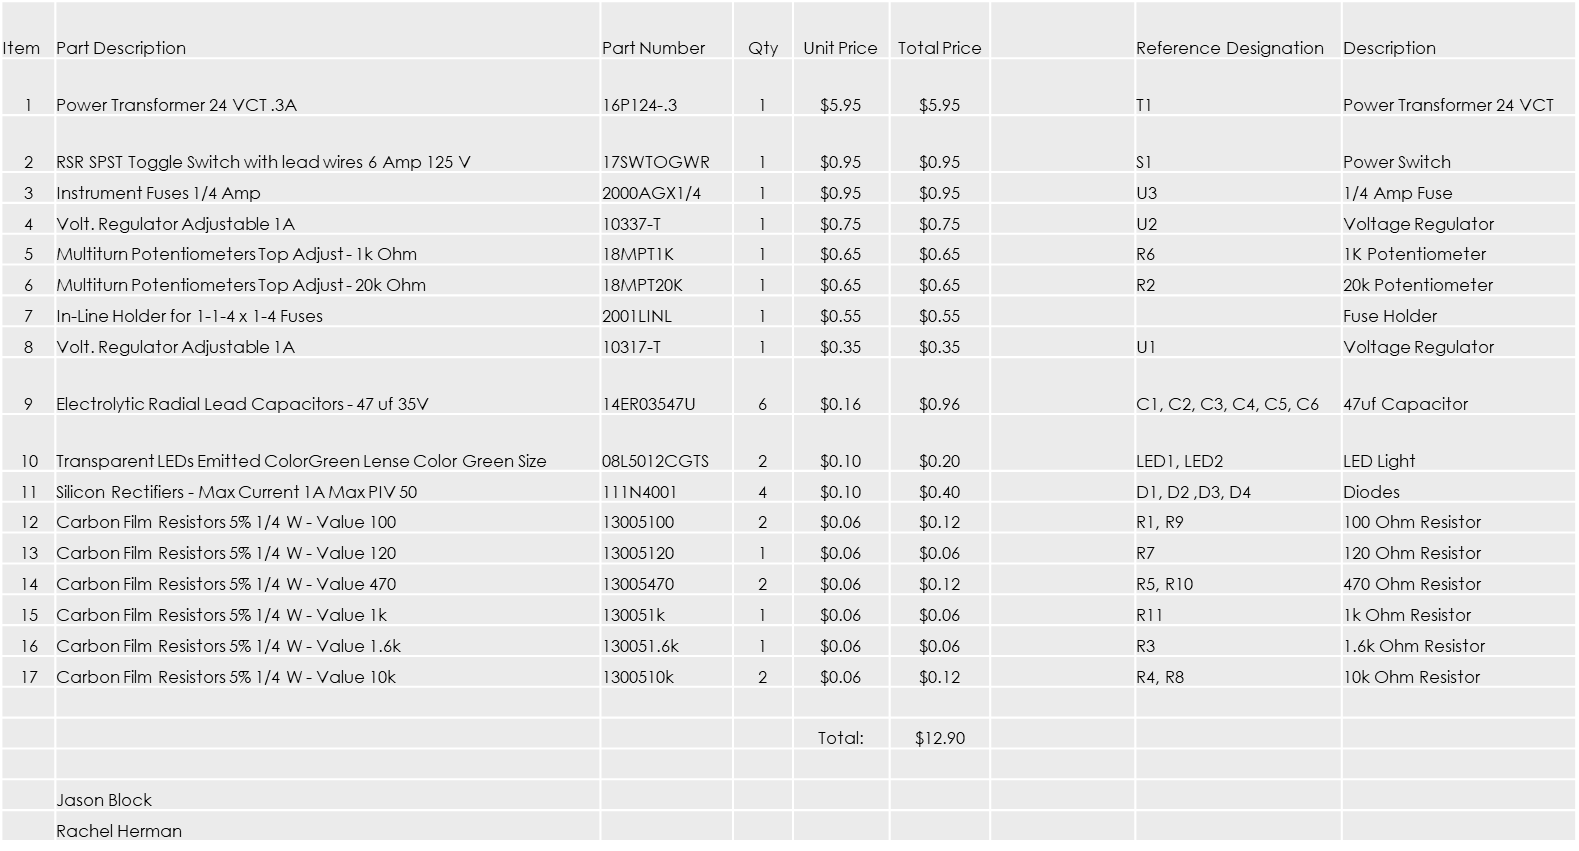 Item Part Description Part Number Qty Unit Price Total Price Reference Designation Description
1 Power Transformer 24 VCT .3A 16P124-.3 1 $5.95 $5.95 T1 Power Transformer 24 VCT
2 RSR SPST Toggle Switch with lead wires 6 Amp 125 V 17SWTOGWR 1 $0.95 $0.95 S1 Power Switch
3 Instrument Fuses 1/4 Amp 2000AGX1/4 1 $0.95 $0.95 U3 1/4 Amp Fuse
4 Volt. Regulator Adjustable 1A 10337-T 1 $0.75 $0.75 U2 Voltage Regulator
5 Multiturn Potentiometers Top Adjust - 1k Ohm 18MPT1K 1 $0.65 $0.65 R6 1K Potentiometer
6 Multiturn Potentiometers Top Adjust - 20k Ohm 18MPT20K 1 $0.65 $0.65 R2 20k Potentiometer
7 In-Line Holder for 1-1-4 x 1-4 Fuses 2001LINL 1 $0.55 $0.55 Fuse Holder
8 Volt. Regulator Adjustable 1A 10317-T 1 $0.35 $0.35 U1 Voltage Regulator
9 Electrolytic Radial Lead Capacitors - 47 uf 35V 14ER03547U 6 $0.16 $0.96 C1, C2, C3, C4, C5, C6 47uf Capacitor
10 Transparent LEDs Emitted ColorGreen Lense Color Green Size 08L5012CGTS 2 $0.10 $0.20 LED1, LED2 LED Light
11 Silicon Rectifiers - Max Current 1A Max PIV 50 111N4001 4 $0.10 $0.40 D1, D2 ,D3, D4 Diodes
12 Carbon Film Resistors 5% 1/4 W - Value 100 13005100 2 $0.06 $0.12 R1, R9 100 Ohm Resistor
13 Carbon Film Resistors 5% 1/4 W - Value 120 13005120 1 $0.06 $0.06 R7 120 Ohm Resistor
14 Carbon Film Resistors 5% 1/4 W - Value 470 13005470 2 $0.06 $0.12 R5, R10 470 Ohm Resistor
15 Carbon Film Resistors 5% 1/4 W - Value 1k 130051k 1 $0.06 $0.06 R11 1k Ohm Resistor
16 Carbon Film Resistors 5% 1/4 W - Value 1.6k 130051.6k 1 $0.06 $0.06 R3 1.6k Ohm Resistor
17 Carbon Film Resistors 5% 1/4 W - Value 10k 1300510k 2 $0.06 $0.12 R4, R8 10k Ohm Resistor
Total: $12.90
Jason Block
Rachel Herman